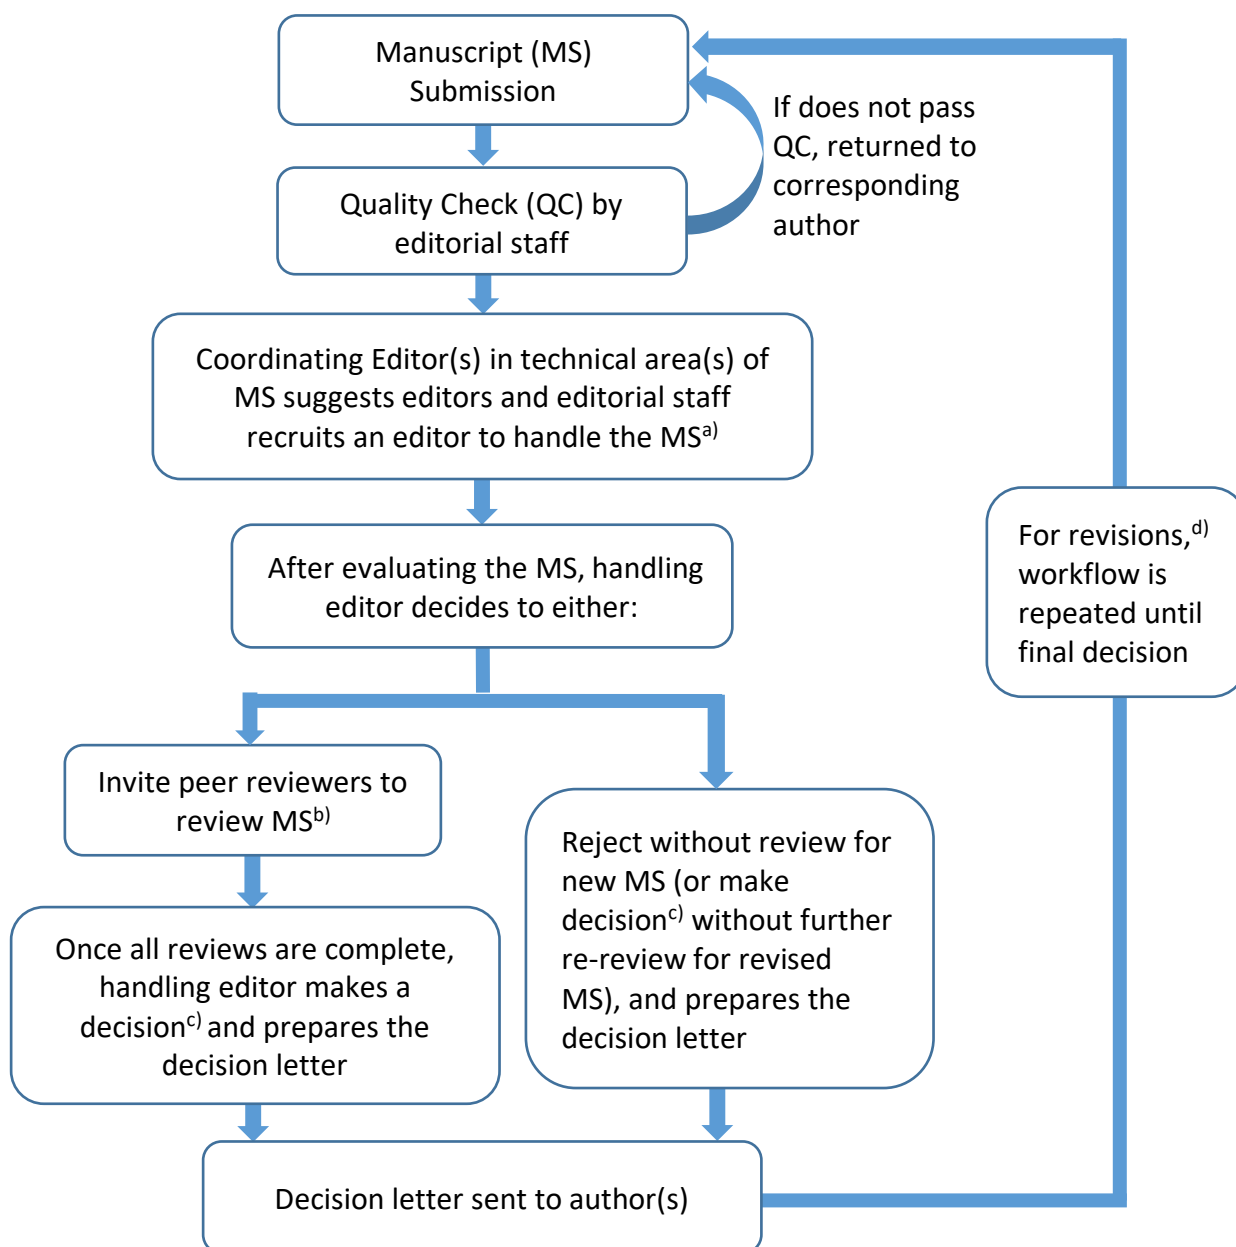 Manuscript (MS)
Submission
If does not pass
QC, returned to
corresponding
author
Quality Check (QC) by
editorial staff
Coordinating Editor(s) in technical area(s) of
MS suggests editors and editorial staff
recruits an editor to handle the MSa)
After evaluating the MS, handling
editor decides to either:
For revisions,d)
workflow is
repeated until
final decision
Invite peer reviewers to
review MSb)
Reject without review for
new MS (or make
decisionc) without further
re-review for revised
MS), and prepares the
decision letter
Once all reviews are complete,
handling editor makes a
decisionc) and prepares the
decision letter
Decision letter sent to author(s)